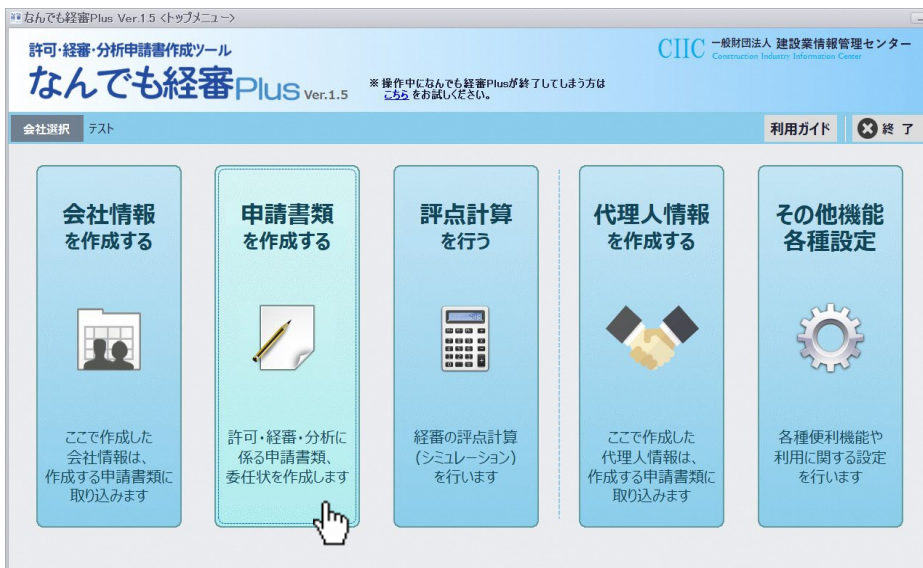 なんでも経審Plus Ver.1.5 <トップメニュー>
許可・経審・分析申請書作成ツール
なんでも経審Plus Ver.1.5
※操作中になんでも経審Plusが終了してしまう方は
こちらをお試しください。
CIIC 一般財団法人 建設業情報管理センター
Construction Industry Information Center
会社選択 テスト 利用ガイド 終 了
会社情報
を作成する
ここで作成した
会社情報は、
作成する申請書類に
取り込みます
申請書類
を作成する
許可・経審・分析に
係る申請書類、
委任状を作成します
評点計算
を行う
経審の評点計算
(シミュレーション)
を行います
代理人情報
を作成する
ここで作成した
代理人情報は、
作成する申請書類に
取り込みます
その他機能
各種設定
各種便利機能や
利用に関する設定
を行います